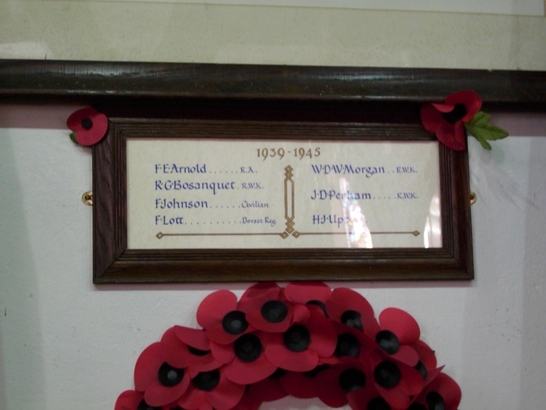 1939-1945
F·E·Arnold......R.A.
R·G·Bosanquet R.W.K.
F·Johnson......Civilian
F·Lott..........Dorset Reg.
W·D·W·Morgan..R.W.K.
J·D·Perham.....R.W.K.
H·J·